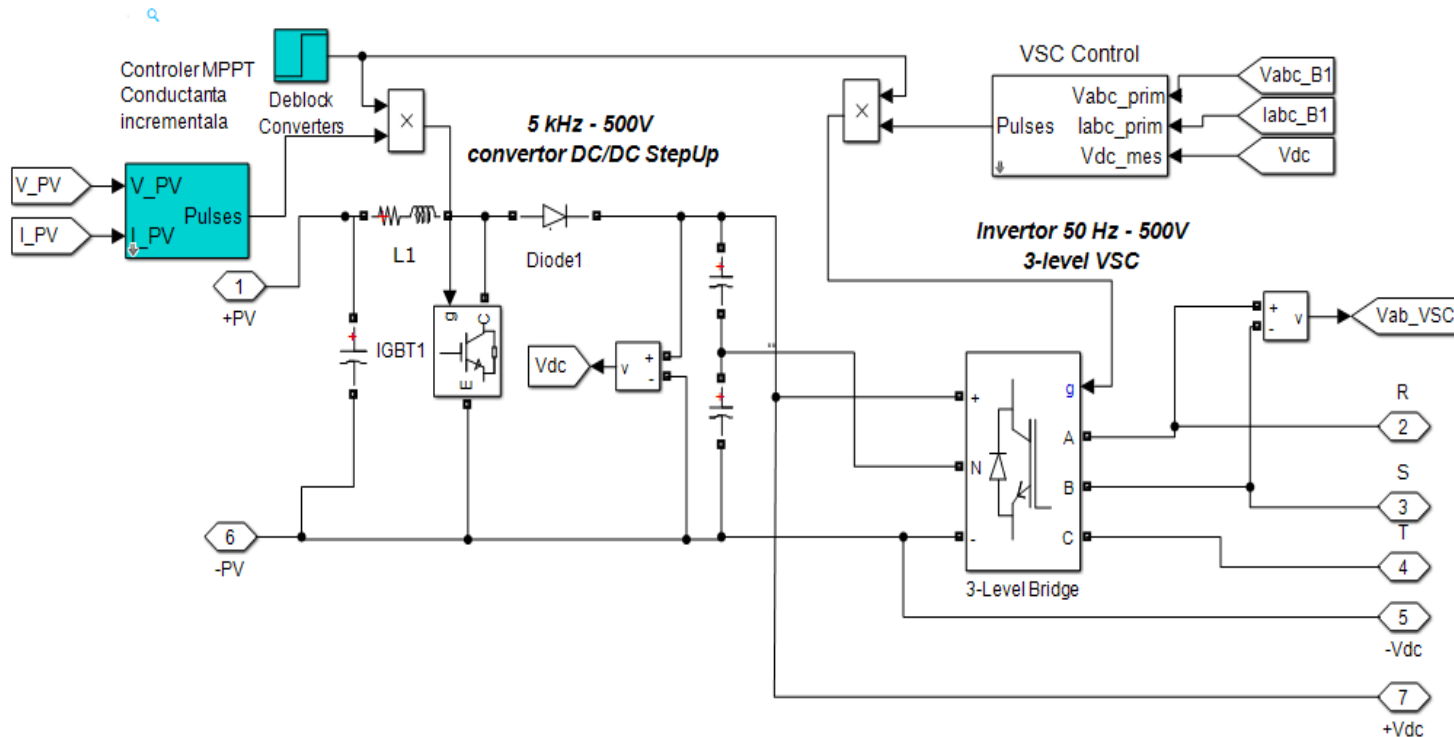 Controler MPPT
Conductanta
incrementala
Deblock
Converters
×
5 kHz - 500V
convertor DC/DC StepUp
VSC Control
×
Pulses
Vabc_prim
Iabc_prim
Vdc_mes
Vabc_B1
Iabc_B1
Vdc
V_PV
I_PV
V_PV
Pulses
I_PV
1
+PV
L1
Diode1
IGBT1
g
C
E
Vdc
v
+
-
Invertor 50 Hz - 500V
3-level VSC
+
-
v
Vab_VSC
+
N
-
g
A
B
C
3-Level Bridge
R
2
S
3
T
4
5
-Vdc
7
+Vdc
6
-PV